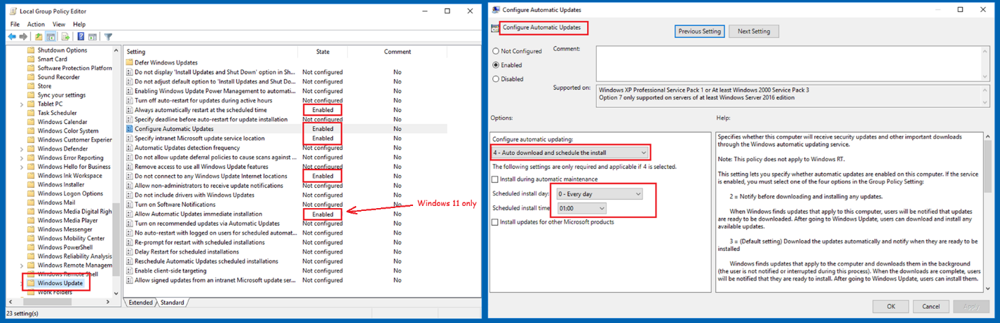 Local Group Policy Editor
File Action View Help
Shutdown Options
Smart Card
Software Protection Platforn
Sound Recorder
Store
Sync your settings
Tablet PC
Task Scheduler
Windows Calendar
Windows Color System
Windows Customer Experien
Windows Defender
Windows Error Reporting
Windows Hello for Business
Windows Ink Workspace
Windows Installer
Windows Logon Options
Windows Mail
Windows Media Digital Righ
Windows Media Player
Windows Messenger
Windows Mobility Center
Windows PowerShell
Windows Reliability Analysis
Windows Remote Managem
Windows Remote Shell
Windows Update
Work Folders
Setting State Comment
Defer Windows Updates
Do not display 'Install Updates and Shut Down' option in Sh... Not configured No
Do not adjust default option to 'Install Updates and Shut Do... Not configured No
Enabling Windows Update Power Management to automati... Not configured No
Turn off auto-restart for updates during active hours Not configured No
Always automatically restart at the scheduled time Enabled No
Specify deadline before auto-restart for update installation Not configured No
Configure Automatic Updates Enabled No
Specify intranet Microsoft update service location Enabled No
Automatic Updates detection frequency Not configured No
Do not allow update deferral policies to cause scans against ... Not configured No
Remove access to use all Windows Update features Not configured No
Do not connect to any Windows Update Internet locations Enabled No
Allow non-administrators to receive update notifications Not configured No
Do not include drivers with Windows Updates Not configured No
Turn on Software Notifications Not configured No
Allow Automatic Updates immediate installation Enabled No
Turn on recommended updates via Automatic Updates Not configured No
No auto-restart with logged on users for scheduled automat... Not configured No
Re-prompt for restart with scheduled installations Not configured No
Delay Restart for scheduled installations Not configured No
Reschedule Automatic Updates scheduled installations Not configured No
Enable client-side targeting Not configured No
Allow signed updates from an intranet Microsoft update ser... Not configured No
Windows 11 only
Extended Standard
23 setting(s)
Configure Automatic Updates
Configure Automatic Updates
Previous Setting Next Setting
Not Configured
Enabled
Disabled
Comment:
Supported on:
Windows XP Professional Service Pack 1 or At least Windows 2000 Service Pack 3
Option 7 only supported on servers of at least Windows Server 2016 edition
Options: Help:
Configure automatic updating:
4 - Auto download and schedule the install
The following settings are only required and applicable if 4 is selected.
Install during automatic maintenance
Scheduled install day: 0 - Every day
Scheduled install time: 01:00
Install updates for other Microsoft products
Specifies whether this computer will receive security updates and other important downloads
through the Windows automatic updating service.
Note: This policy does not apply to Windows RT.
This setting lets you specify whether automatic updates are enabled on this computer. If the service
is enabled, you must select one of the four options in the Group Policy Setting:
2 = Notify before downloading and installing any updates.
When Windows finds updates that apply to this computer, users will be notified that updates
are ready to be downloaded. After going to Windows Update, users can download and install any
available updates.
3 = (Default setting) Download the updates automatically and notify when they are ready to be
installed
Windows finds updates that apply to the computer and downloads them in the background
(the user is not notified or interrupted during this process). When the downloads are complete, users
will be notified that they are ready to install. After going to Windows Update, users can install them.
OK Cancel Apply